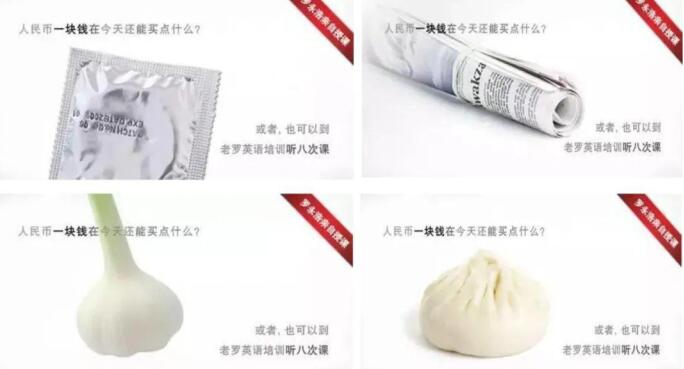 人民币一块钱在今天还能买点什么?
罗永浩亲自授课
或者,也可以到
老罗英语培训听八次课
人民币一块钱在今天还能买点什么?
罗永浩亲自授课
wakza
或者,也可以到
老罗英语培训听八次课
人民币一块钱在今天还能买点什么?
罗永浩亲自授课
或者,也可以到
老罗英语培训听八次课
人民币一块钱在今天还能买点什么?
罗永浩亲自授课
或者,也可以到
老罗英语培训听八次课